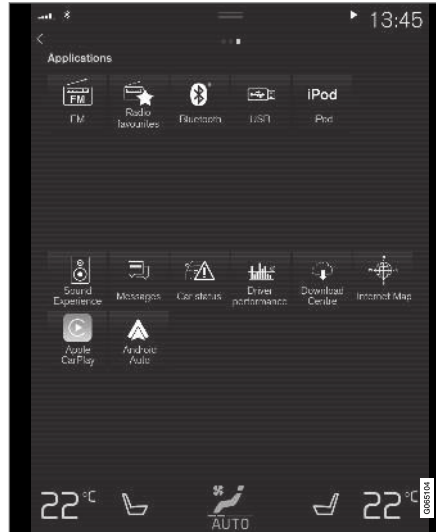 13:45
Applications
FM
FM
Radio
favourites
Bluetooth
USB
iPod
iPod
Sound
Experience
Messages
Car status
Driver
performance
Download
Centre
Internet Map
Apple
CarPlay
Android
Auto
22°C
AUTO
22°C
G065104